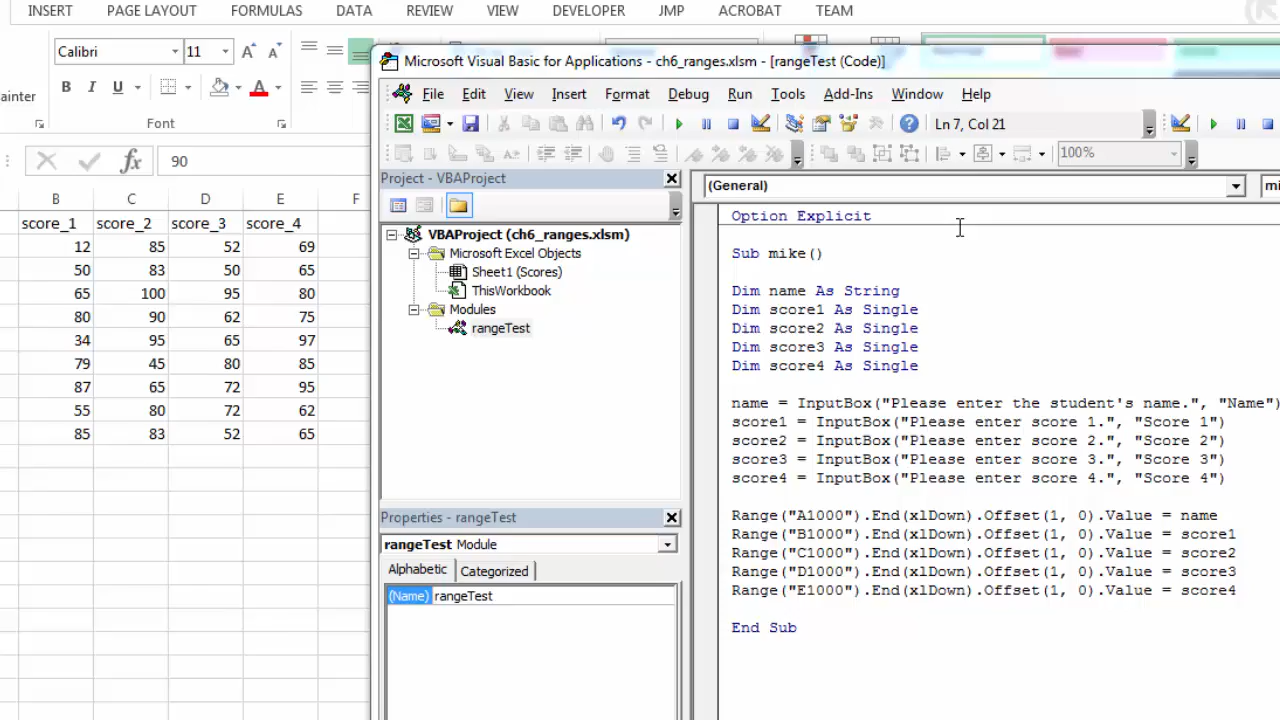 INSERT PAGE LAYOUT FORMULAS DATA REVIEW VIEW DEVELOPER JMP ACROBAT TEAM
Calibri 11
ainter
B I U
Font
fx 90
B C D E F
score_1 score_2 score_3 score_4
12 85 52 69
50 83 50 65
65 100 95 80
80 90 62 75
34 95 65 97
79 45 80 85
87 65 72 95
55 80 72 62
85 83 52 65
Microsoft Visual Basic for Applications - ch6_ranges.xlsm - [rangeTest (Code)]
File Edit View Insert Format Debug Run Tools Add-Ins Window Help
Ln 7, Col 21
100%
Project - VBAProject
VBAProject (ch6_ranges.xlsm)
Microsoft Excel Objects
Sheet1 (Scores)
ThisWorkbook
Modules
rangeTest
Properties - rangeTest
rangeTest Module
Alphabetic Categorized
(Name) rangeTest
(General) mi
Option Explicit
Sub mike()
Dim name As String
Dim score1 As Single
Dim score2 As Single
Dim score3 As Single
Dim score4 As Single
name = InputBox("Please enter the student's name.", "Name")
score1 = InputBox("Please enter score 1.", "Score 1")
score2 = InputBox("Please enter score 2.", "Score 2")
score3 = InputBox("Please enter score 3.", "Score 3")
score4 = InputBox("Please enter score 4.", "Score 4")
Range("A1000").End(xlDown).Offset(1, 0).Value = name
Range("B1000").End(xlDown).Offset(1, 0).Value = score1
Range("C1000").End(xlDown).Offset(1, 0).Value = score2
Range("D1000").End(xlDown).Offset(1, 0).Value = score3
Range("E1000").End(xlDown).Offset(1, 0).Value = score4
End Sub